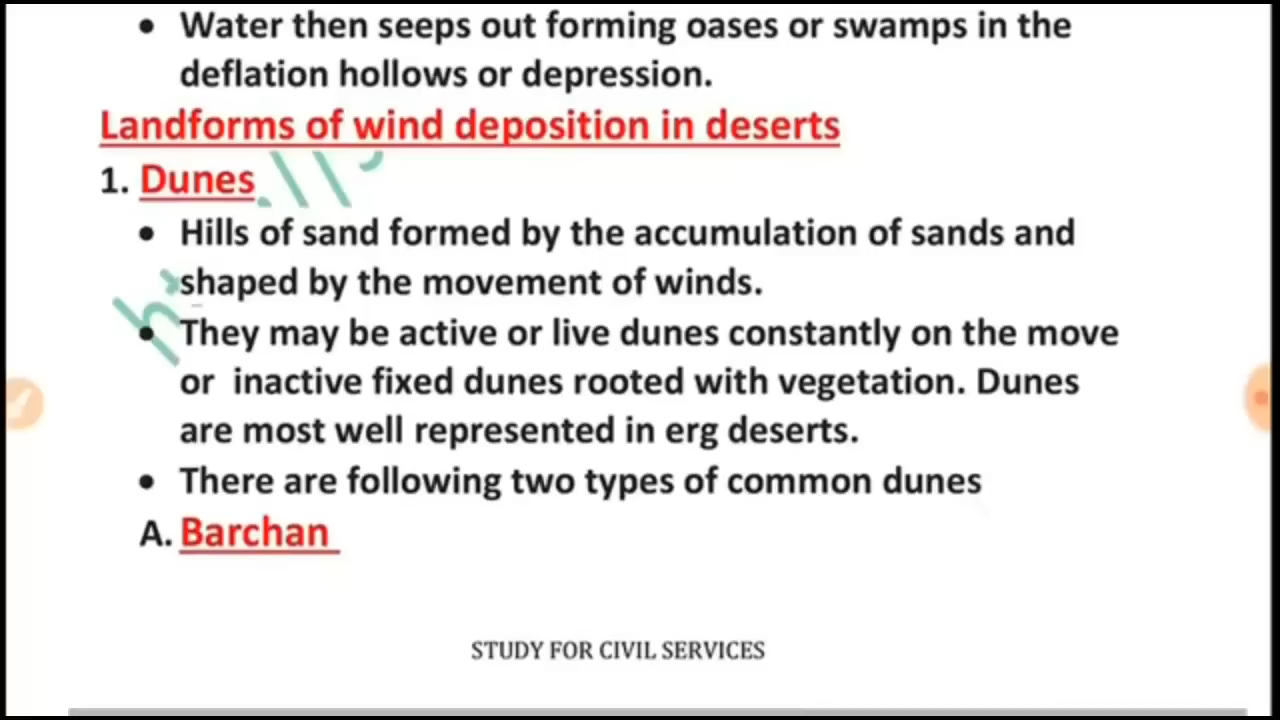 • Water then seeps out forming oases or swamps in the
deflation hollows or depression.
Landforms of wind deposition in deserts
1. Dunes
• Hills of sand formed by the accumulation of sands and
shaped by the movement of winds.
• They may be active or live dunes constantly on the move
or inactive fixed dunes rooted with vegetation. Dunes
are most well represented in erg deserts.
• There are following two types of common dunes
A. Barchan
STUDY FOR CIVIL SERVICES